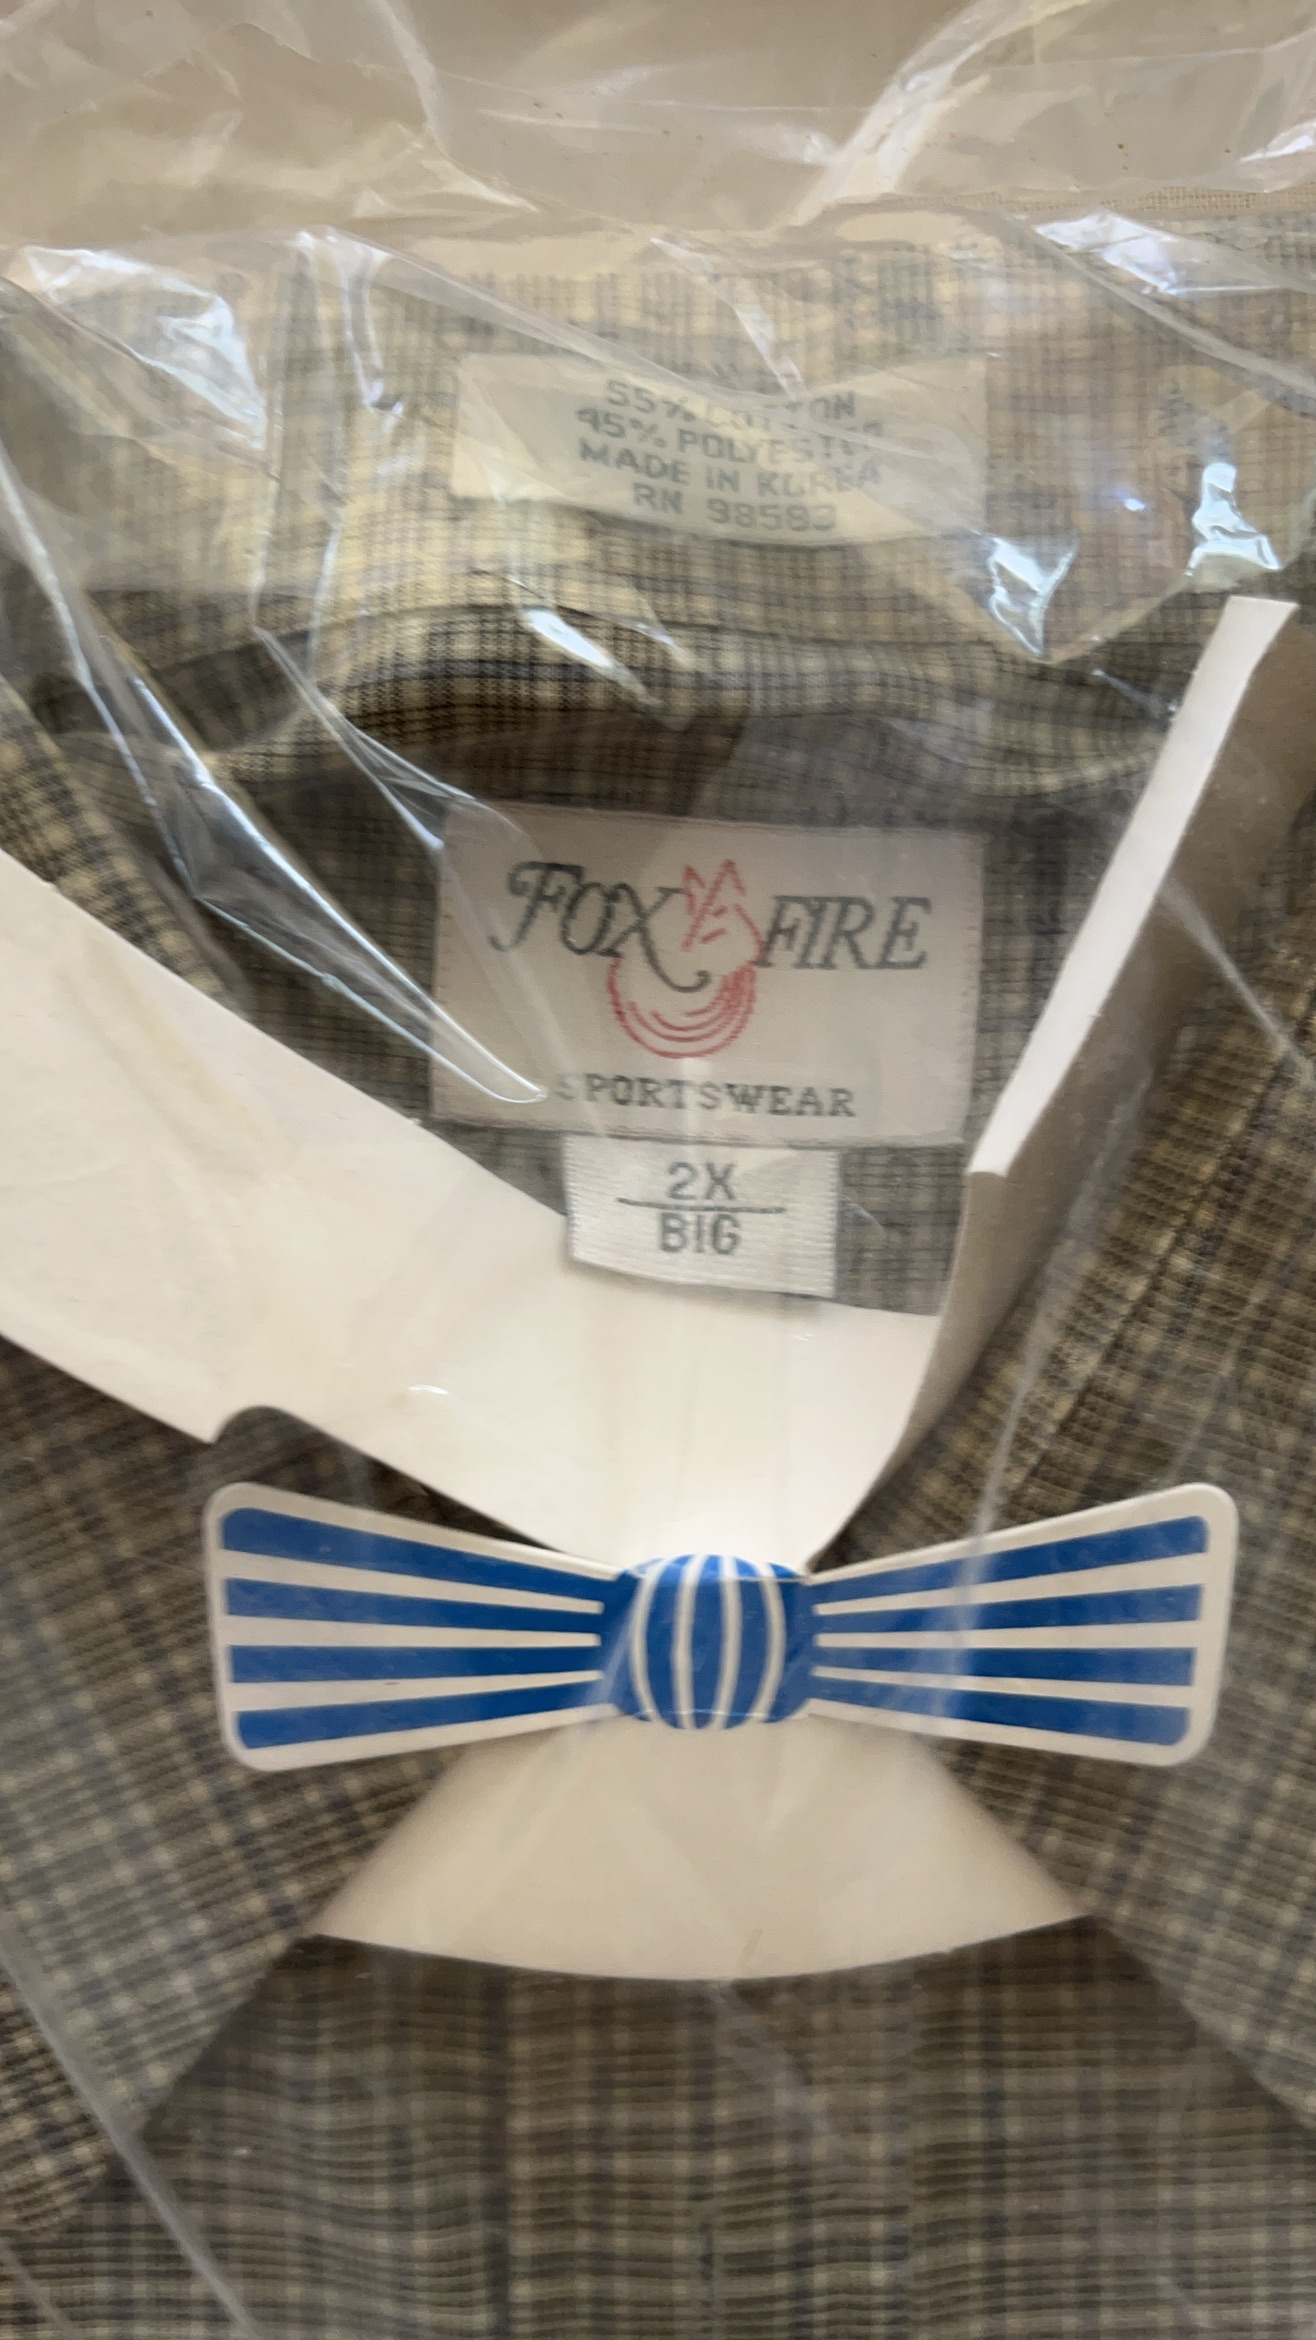 55% COTTON
45% POLYESTER
MADE IN KOREA
RN 98583
FOX FIRE
SPORTSWEAR
2X
BIG